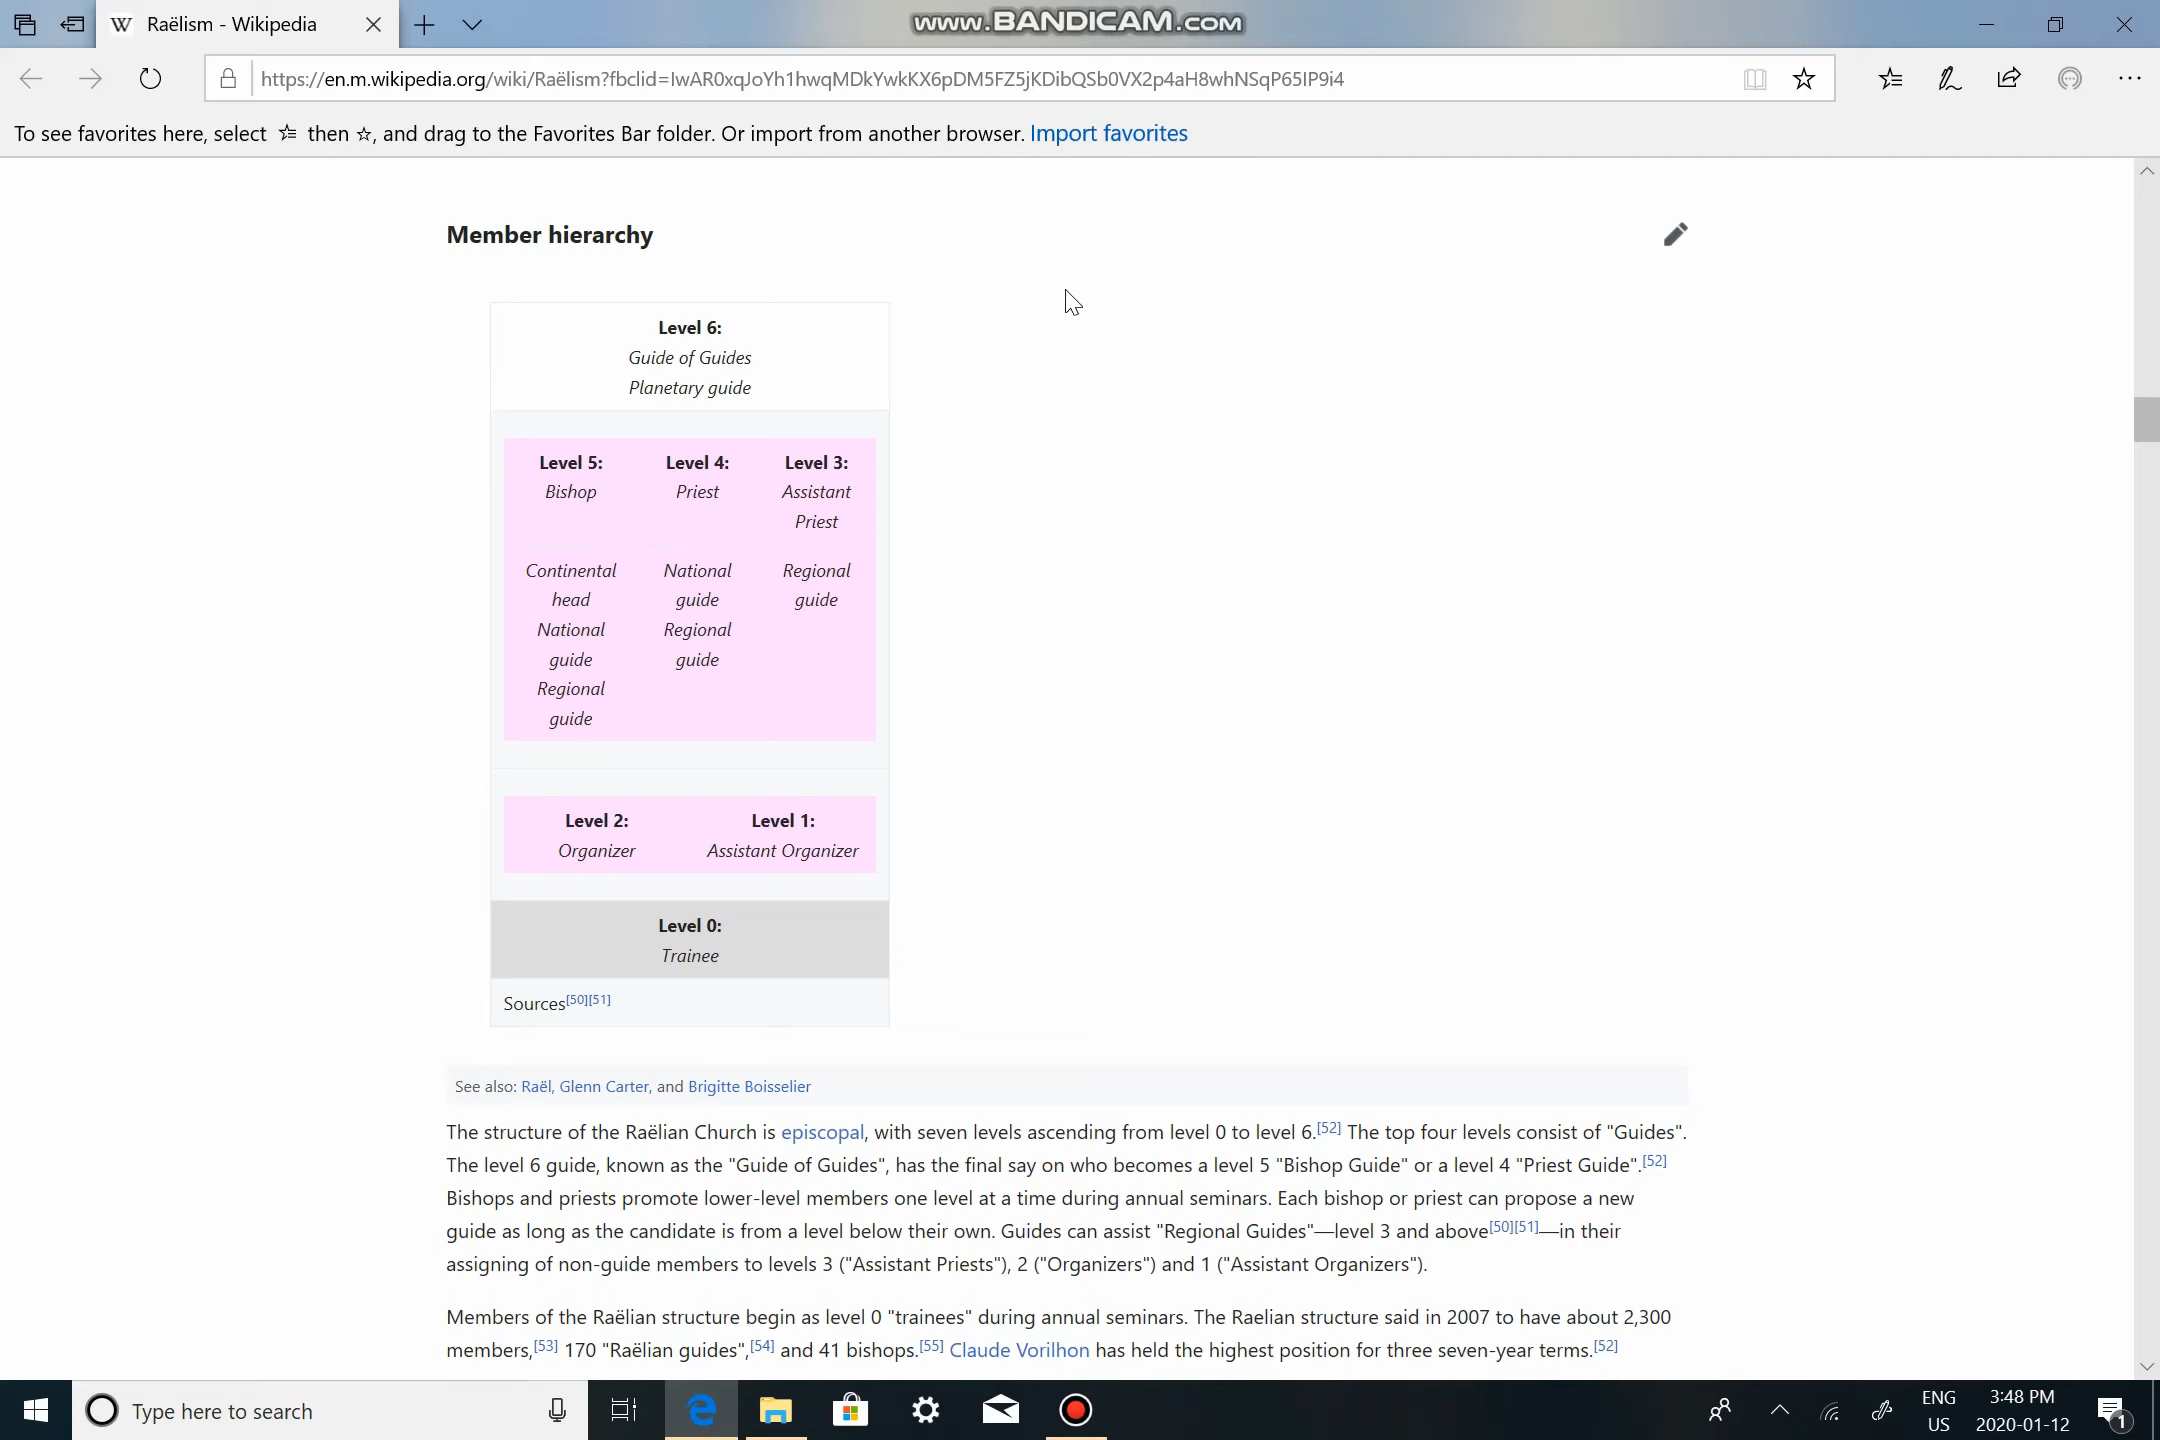 Raëlism - Wikipedia
www.BANDICAM.com
https://en.m.wikipedia.org/wiki/Raëlism?fbclid=IwAR0xqJoYh1hwqMDkYwkKX6pDM5FZ5jKDibQSb0VX2p4aH8whNSqP65IP9i4
To see favorites here, select then , and drag to the Favorites Bar folder. Or import from another browser. Import favorites
Member hierarchy
Level 6:
Guide of Guides
Planetary guide
Level 5: Level 4: Level 3:
Bishop Priest Assistant
Priest
Continental National Regional
head guide guide
National Regional
guide guide
Regional
guide
Level 2: Level 1:
Organizer Assistant Organizer
Level 0:
Trainee
Sources[50][51]
See also: Raël, Glenn Carter, and Brigitte Boisselier
The structure of the Raëlian Church is episcopal, with seven levels ascending from level 0 to level 6.[52] The top four levels consist of "Guides".
The level 6 guide, known as the "Guide of Guides", has the final say on who becomes a level 5 "Bishop Guide" or a level 4 "Priest Guide".[52]
Bishops and priests promote lower-level members one level at a time during annual seminars. Each bishop or priest can propose a new
guide as long as the candidate is from a level below their own. Guides can assist "Regional Guides"—level 3 and above[50][51]—in their
assigning of non-guide members to levels 3 ("Assistant Priests"), 2 ("Organizers") and 1 ("Assistant Organizers").
Members of the Raëlian structure begin as level 0 "trainees" during annual seminars. The Raelian structure said in 2007 to have about 2,300
members,[53] 170 "Raëlian guides",[54] and 41 bishops.[55] Claude Vorilhon has held the highest position for three seven-year terms.[52]
Type here to search
ENG 3:48 PM
US 2020-01-12
1